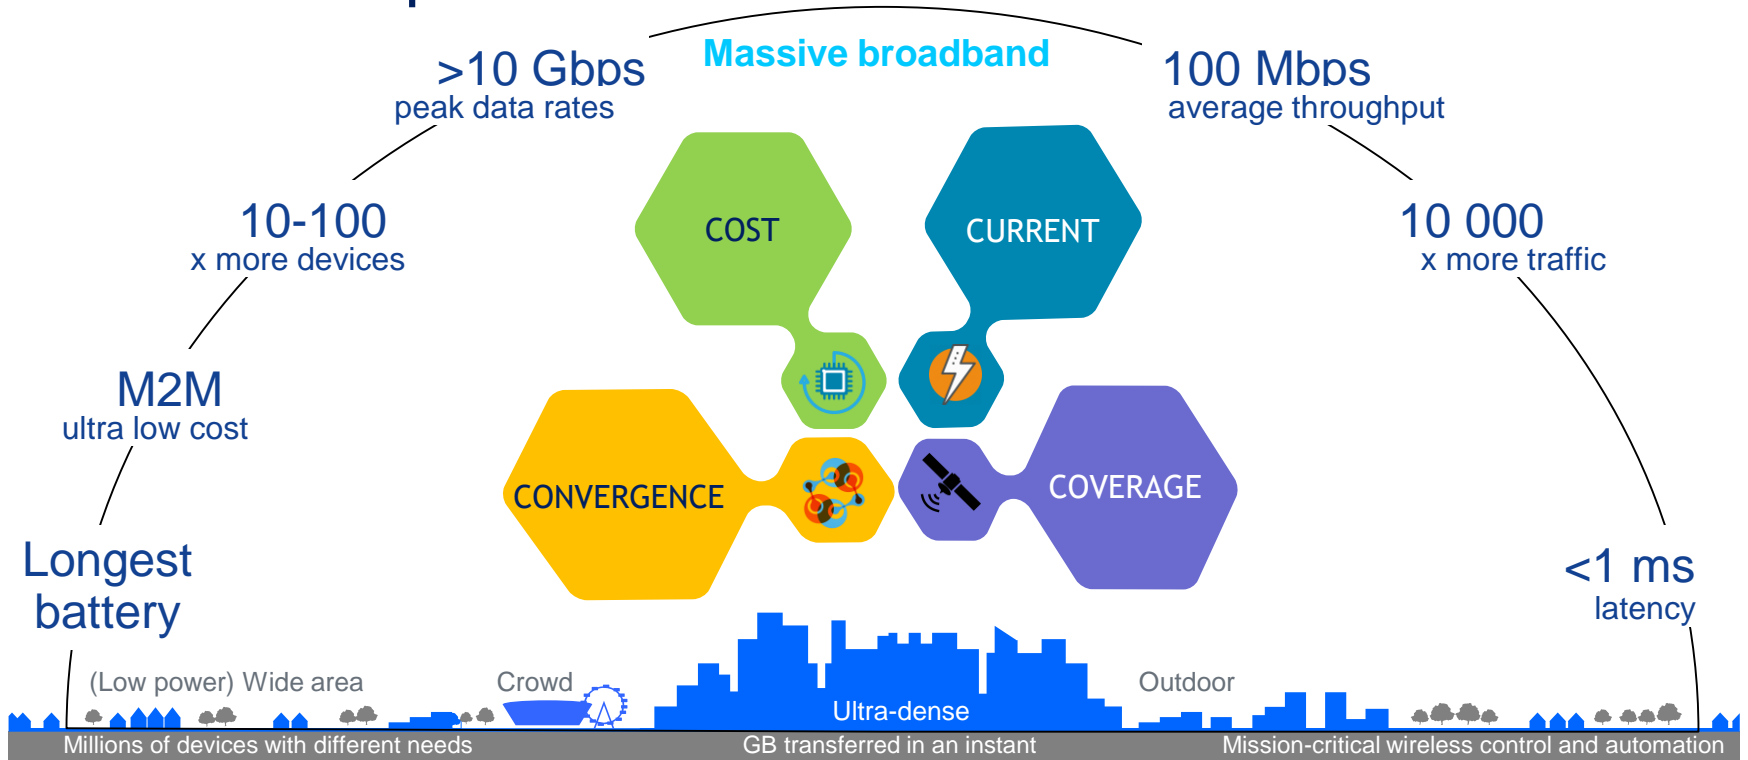 Massive broadband
>10 Gbps
peak data rates
100 Mbps
average throughput
10-100
x more devices
10 000
x more traffic
COST
CURRENT
M2M
ultra low cost
CONVERGENCE
COVERAGE
Longest
battery
<1 ms
latency
(Low power) Wide area
Crowd
Ultra-dense
Outdoor
Millions of devices with different needs
GB transferred in an instant
Mission-critical wireless control and automation